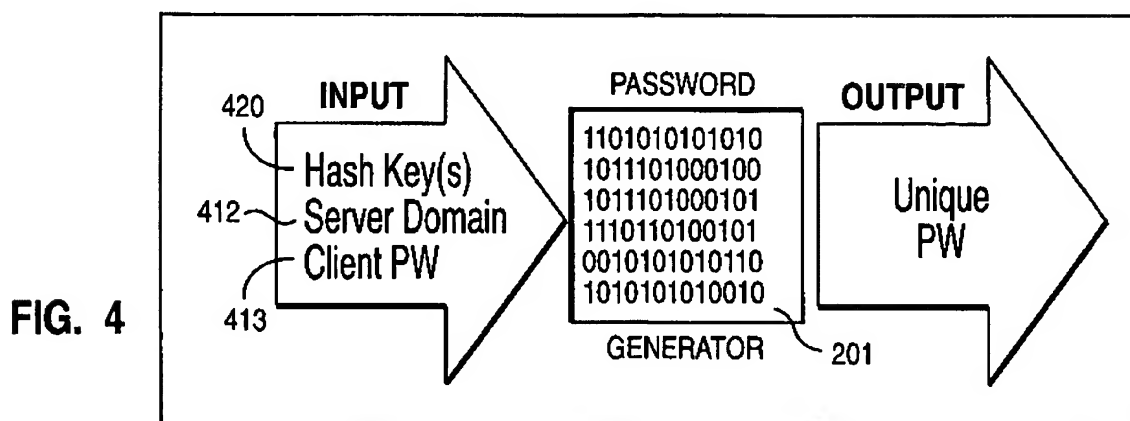 INPUT
420
Hash Key(s)
412
Server Domain
Client PW
413
PASSWORD
1101010101010
1011101000100
1011101000101
1110110100101
0010101010110
1010101010010
GENERATOR
201
OUTPUT
Unique
PW
FIG. 4